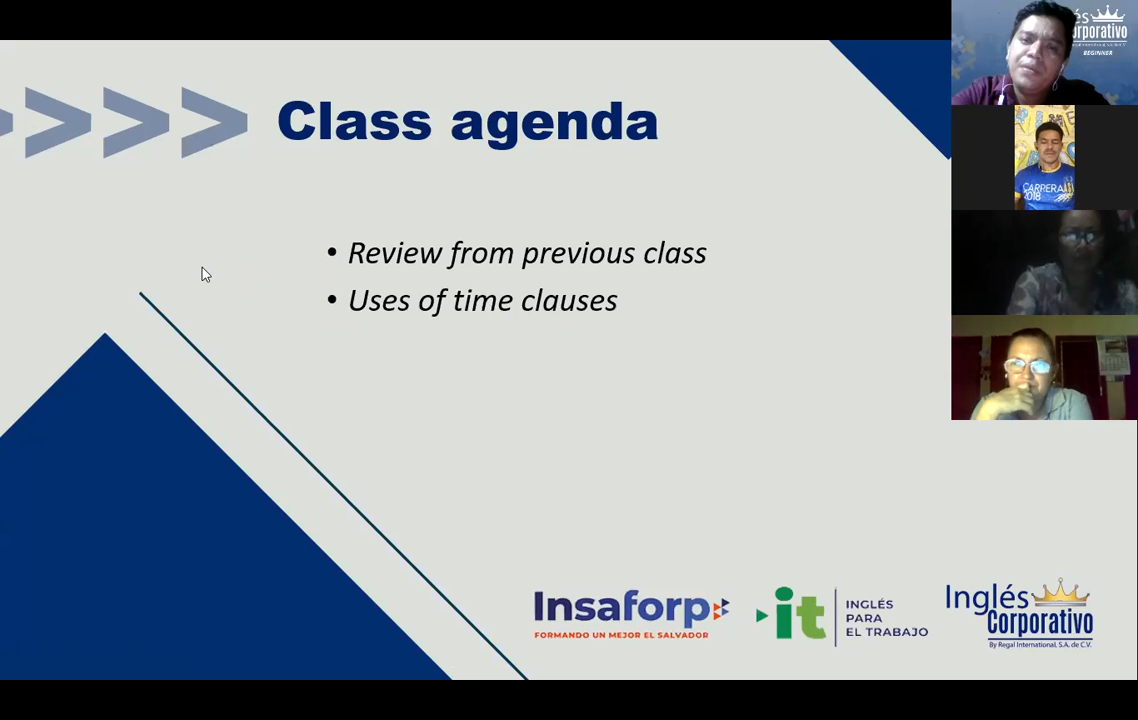 Class agenda
• Review from previous class
• Uses of time clauses
Insaforp
FORMANDO UN MEJOR EL SALVADOR
it
INGLÉS
PARA
EL TRABAJO
Inglés
Corporativo
By Regal International, S.A. de C.V.
BEGINNER
CARRERA
2018